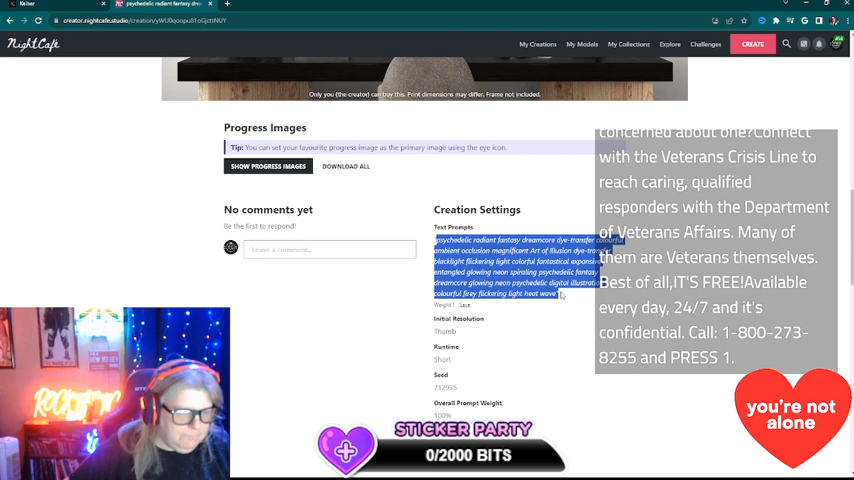 Kaiber
psychedelic radiant fantasy drea
creator.nightcafe.studio/creation/yWU0qoopu81oGjcttNUY
NightCafe
My Creations
My Models
My Collections
Explore
Challenges
CREATE
Only you (the creator) can buy this. Print dimensions may differ. Frame not included.
Progress Images
Tip: You can set your favourite progress image as the primary image using the eye icon.
SHOW PROGRESS IMAGES
DOWNLOAD ALL
No comments yet
Be the first to respond!
Leave a comment...
Creation Settings
Text Prompts
"psychedelic radiant fantasy dreamcore dye-transfer colourful
ambient occlusion magnificent Art of Illusion dye-transfer
blacklight flickering light colorful fantastical expansive
entangled glowing neon spiraling psychedelic fantasy
dreamcore glowing neon psychedelic digital illustration
colourful firey flickering light heat wave"
Weight:1 Save
Initial Resolution
Thumb
Runtime
Short
Seed
712935
Overall Prompt Weight
100%
concerned about one?Connect
with the Veterans Crisis Line to
reach caring, qualified
responders with the Department
of Veterans Affairs. Many of
them are Veterans themselves.
Best of all,IT'S FREE!Available
every day, 24/7 and it's
confidential. Call: 1-800-273-
8255 and PRESS 1.
you're not
alone
STICKER PARTY
0/2000 BITS